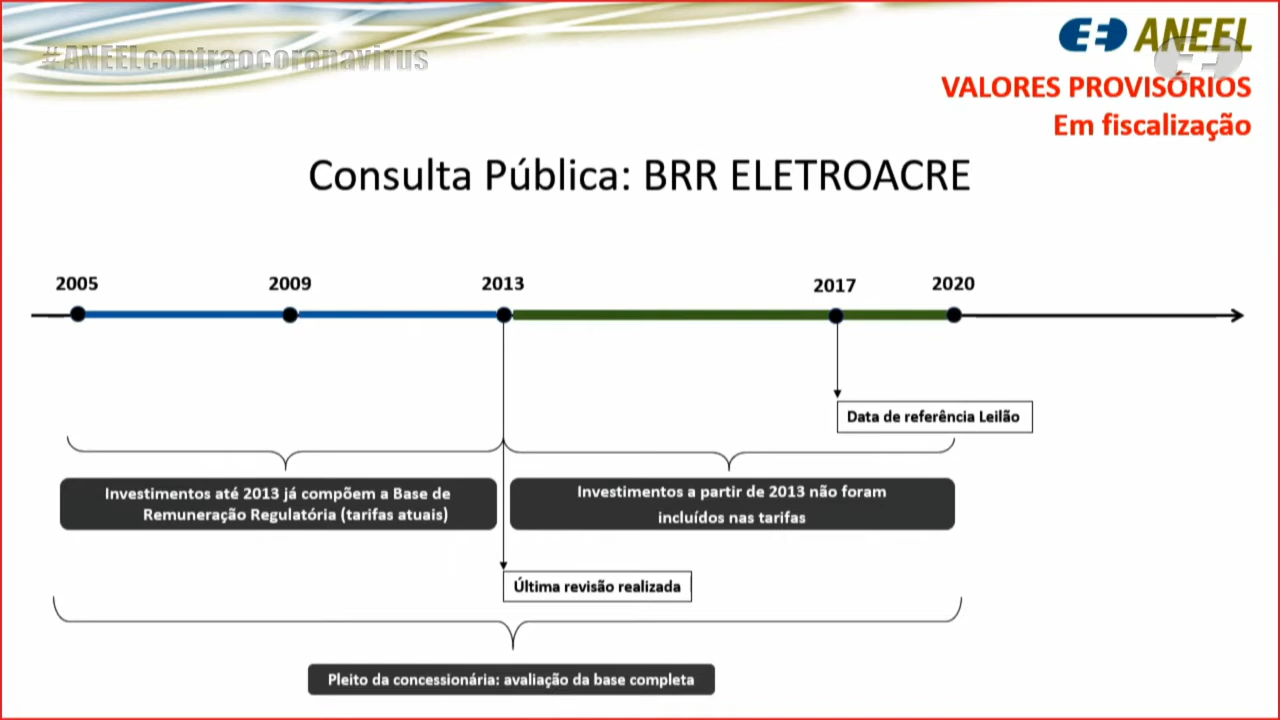 #ANEELcontraocoronavirus
ANEEL
VALORES PROVISÓRIOS
Em fiscalização
Consulta Pública: BRR ELETROACRE
2005
2009
2013
2017
2020
Data de referência Leilão
Investimentos até 2013 já compõem a Base de
Remuneração Regulatória (tarifas atuais)
Investimentos a partir de 2013 não foram
incluídos nas tarifas
Última revisão realizada
Pleito da concessionária: avaliação da base completa